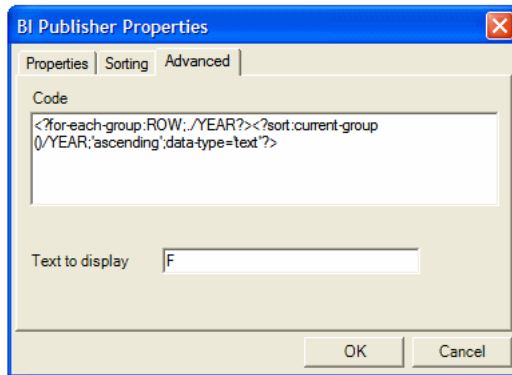 BI Publisher Properties
Properties Sorting Advanced
Code
<?for-each-group:ROW;./YEAR?><?sort:current-group
()/YEAR;'ascending';data-type='text'?>
Text to display F
OK Cancel